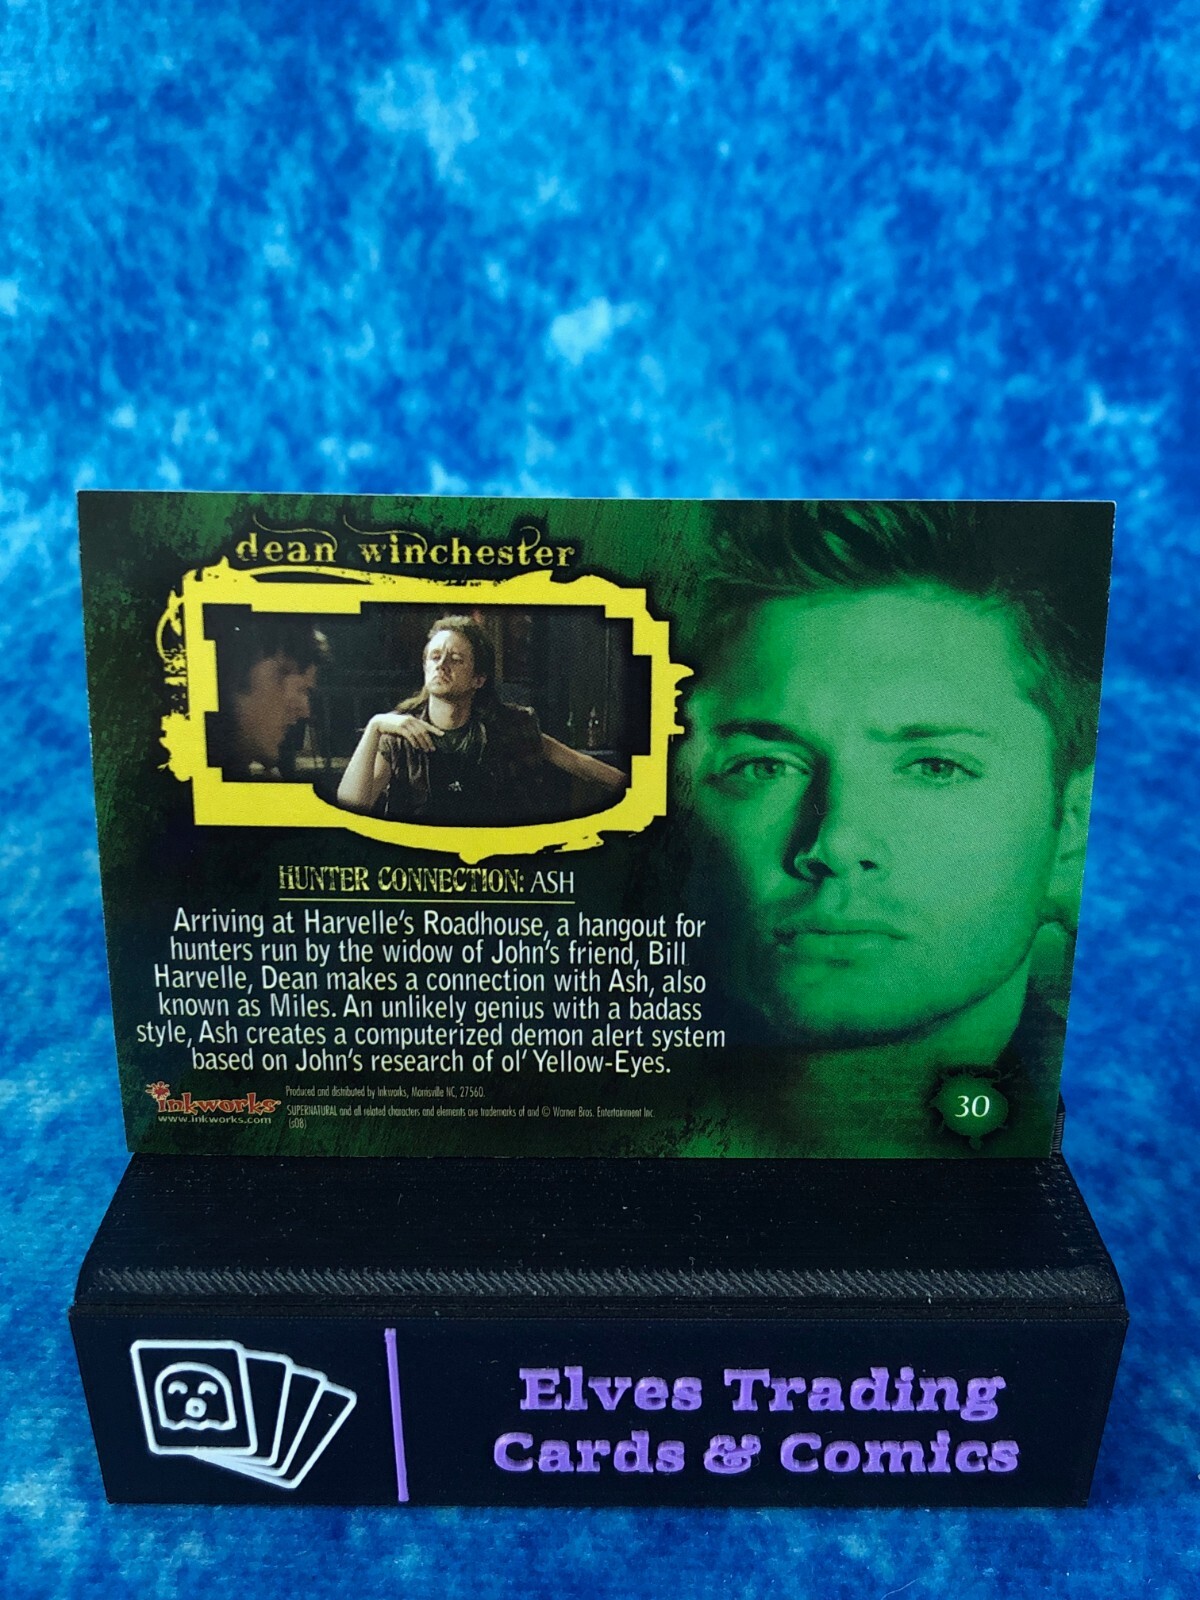 dean winchester
HUNTER CONNECTION: ASH
Arriving at Harvelle's Roadhouse, a hangout for
hunters run by the widow of John's friend, Bill
Harvelle, Dean makes a connection with Ash, also
known as Miles. An unlikely genius with a badass
style, Ash creates a computerized demon alert system
based on John's research of ol' Yellow-Eyes.
inkworks
www.inkworks.com
Produced and distributed by Inkworks, Morrisville NC, 27560.
SUPERNATURAL and all related characters and elements are trademarks of and © Warner Bros. Entertainment Inc.
(s08)
30
Elves Trading
Cards & Comics